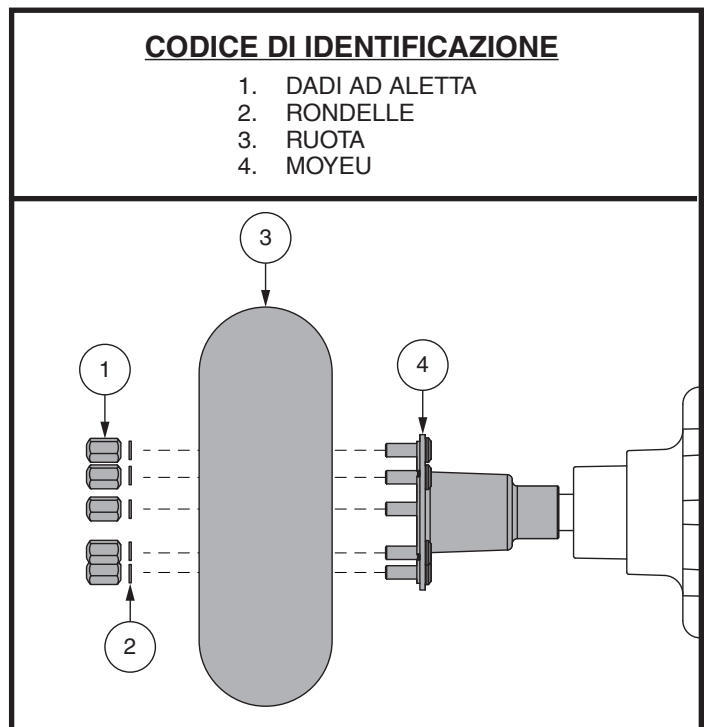 CODICE DI IDENTIFICAZIONE
1. DADI AD ALETTA
2. RONDELLE
3. RUOTA
4. MOYEU
3
1
4
2